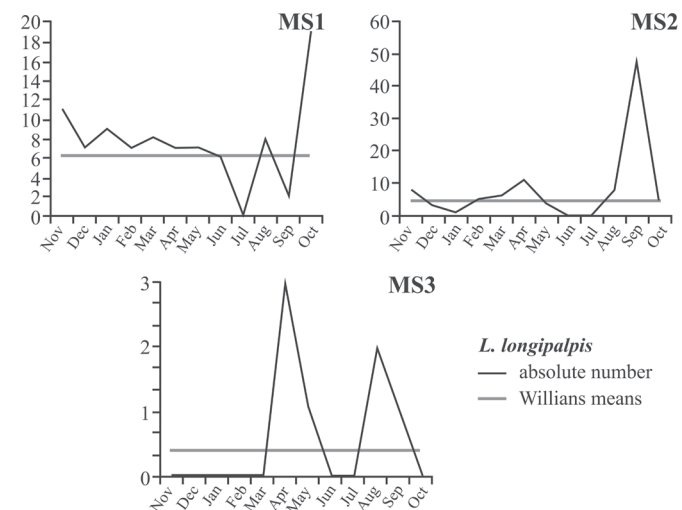 MS1
20
18
16
14
12
10
8
6
4
2
0
Nov Dec Jan Feb Mar Apr May Jun Jul Aug Sep Oct
MS2
60
50
40
30
20
10
0
Nov Dec Jan Feb Mar Apr May Jun Jul Aug Sep Oct
MS3
3
2
1
0
Nov Dec Jan Feb Mar Apr May Jun Jul Aug Sep Oct
L. longipalpis
absolute number
Willians means